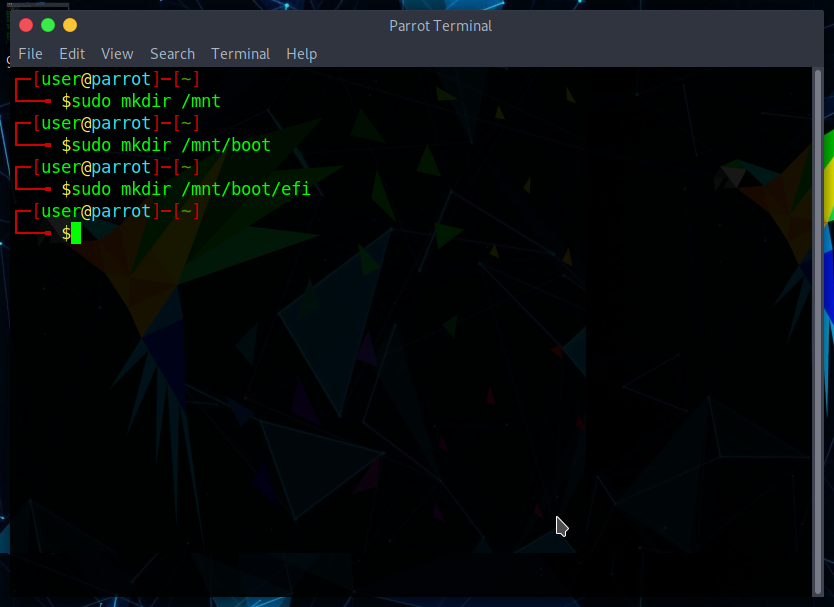 Parrot Terminal
File Edit View Search Terminal Help
┌─[user@parrot]─[~]
└──╼ $sudo mkdir /mnt
┌─[user@parrot]─[~]
└──╼ $sudo mkdir /mnt/boot
┌─[user@parrot]─[~]
└──╼ $sudo mkdir /mnt/boot/efi
┌─[user@parrot]─[~]
└──╼ $